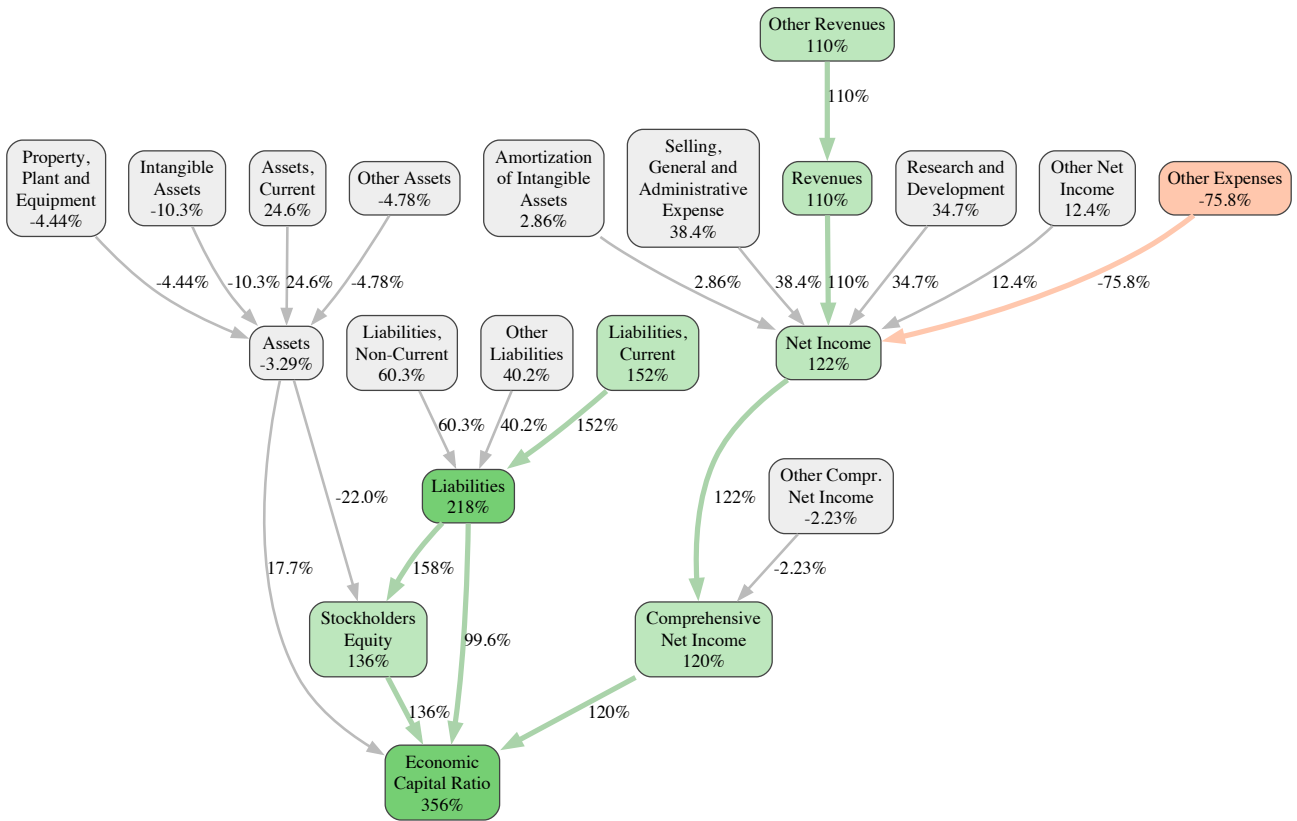 Other Revenues
110%
110%
Property,
Plant and
Equipment
-4.44%
Intangible
Assets
-10.3%
Assets,
Current
24.6%
Other Assets
-4.78%
Amortization
of Intangible
Assets
2.86%
Selling,
General and
Administrative
Expense
38.4%
Revenues
110%
Research and
Development
34.7%
Other Net
Income
12.4%
Other Expenses
-75.8%
-4.44%
-10.3%
24.6%
-4.78%
2.86%
38.4%
110%
34.7%
12.4%
-75.8%
Assets
-3.29%
Liabilities,
Non-Current
60.3%
Other
Liabilities
40.2%
Liabilities,
Current
152%
Net Income
122%
60.3%
40.2%
152%
-22.0%
Liabilities
218%
122%
Other Compr.
Net Income
-2.23%
17.7%
158%
-2.23%
Stockholders
Equity
136%
99.6%
Comprehensive
Net Income
120%
136%
120%
Economic
Capital Ratio
356%